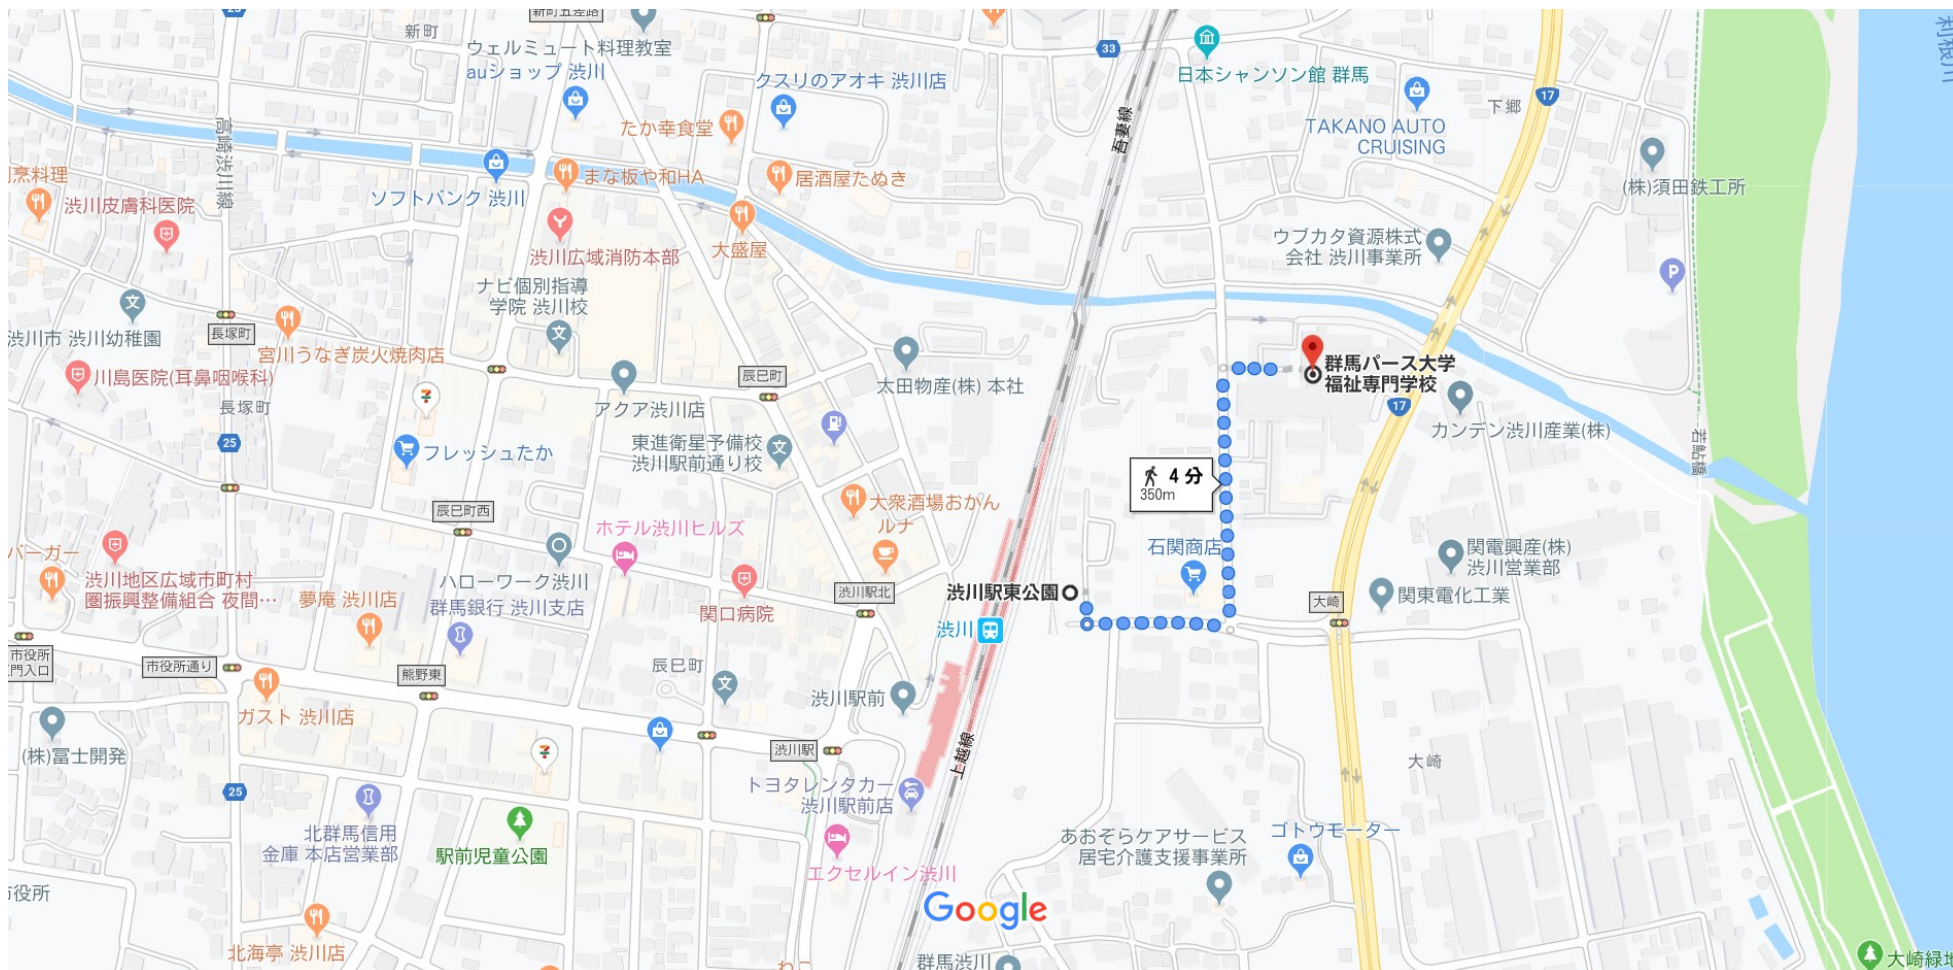 25
新町
新町五差路
ウェルミュート料理教室
auショップ 渋川
クスリのアオキ 渋川店
33
日本シャンソン館 群馬
17
下郷
利根川
TAKANO AUTO
CRUISING
高崎渋川線
たか幸食堂
吾妻線
(株)須田鉄工所
ソフトバンク 渋川
まな板や和HA
居酒屋たぬき
渋川皮膚科医院
大盛屋
渋川広域消防本部
ウブカタ資源株式
会社 渋川事業所
P
ナビ個別指導
学院 渋川校
長塚町
渋川市 渋川幼稚園
宮川うなぎ炭火焼肉店
川島医院(耳鼻咽喉科)
長塚町
辰巳町
太田物産(株) 本社
群馬パース大学
福祉専門学校
17
アクア渋川店
カンデン渋川産業(株)
25
フレッシュたか
東進衛星予備校
渋川駅前通り校
若鮎橋
4 分
350m
辰巳町西
大衆酒場おかん
ルナ
ホテル渋川ヒルズ
石関商店
関電興産(株)
渋川営業部
バーガー
渋川地区広域市町村
圏振興整備組合 夜間…
ハローワーク渋川
夢庵 渋川店
群馬銀行 渋川支店
関口病院
渋川駅北
渋川駅東公園
大崎
関東電化工業
渋川
市役所通り
熊野東
辰巳町
渋川駅前
ガスト 渋川店
(株)冨士開発
渋川駅
上越線
大崎
25
トヨタレンタカー
渋川駅前店
北群馬信用
金庫 本店営業部
駅前児童公園
エクセルイン渋川
あおぞらケアサービス
居宅介護支援事業所
ゴトウモーター
市役所
Google
北海亭 渋川店
群馬渋川
大崎緑地